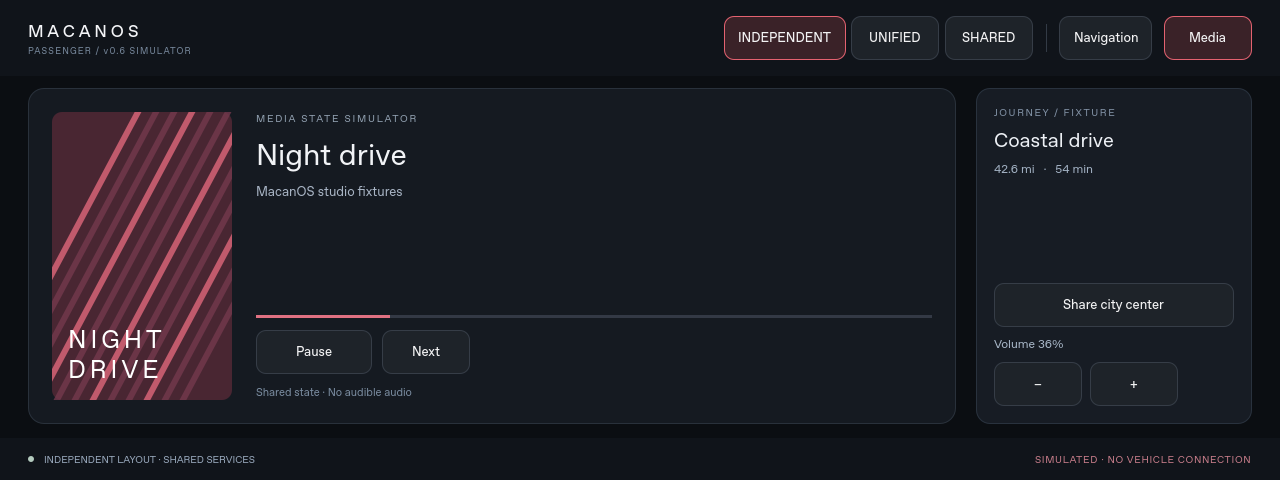 MACANOS
PASSENGER / v0.6 SIMULATOR
INDEPENDENT
UNIFIED
SHARED
Navigation
Media
NIGHT
DRIVE
MEDIA STATE SIMULATOR
Night drive
MacanOS studio fixtures
Pause
Next
Shared state · No audible audio
JOURNEY / FIXTURE
Coastal drive
42.6 mi · 54 min
Share city center
Volume 36%
–
+
INDEPENDENT LAYOUT · SHARED SERVICES
SIMULATED · NO VEHICLE CONNECTION